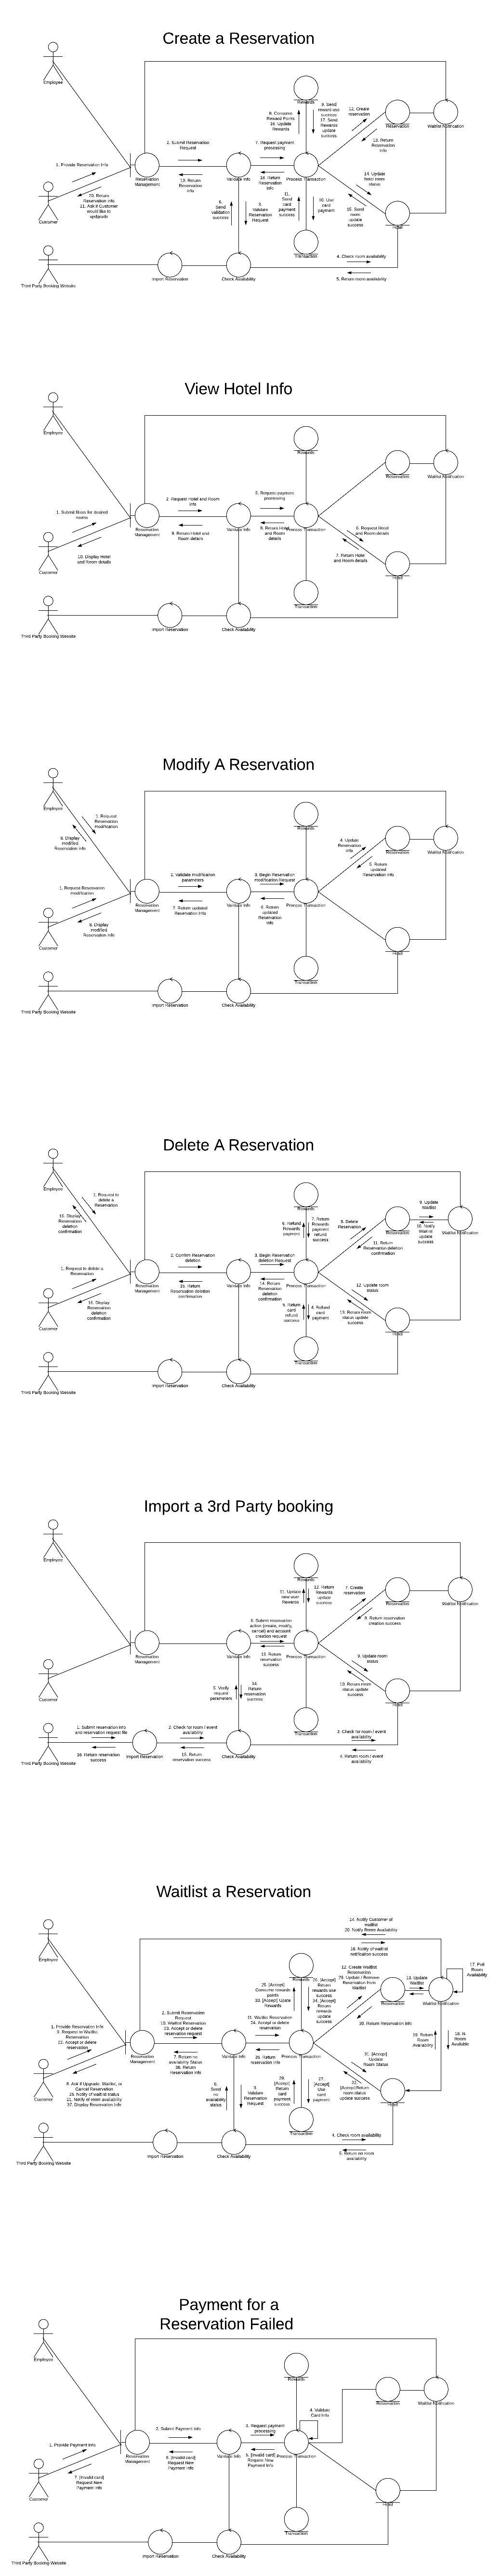 Create a Reservation
Employee
Customer
Third Party Booking Website
1. Provide Reservation Info
20. Return
Reservation info
21. Ask if Customer
would like to
Reservation
Management
2. Submit Reservation
Request
19. Return
Reservation
Info
Validate Info
7. Request payment
processing
18. Return
Reservation
Info
Process Transaction
6.
Send
validation
success
3.
Validate
Reservation
Request
8. Consume
Reward Points
16. Update
Rewards
Rewards
9. Send
reward use
success
17. Send
Rewards
update
success
11.
Send
card
payment
success
10. Use
card
payment
Transaction
12. Create
reservation
13. Return
Reservation
Info
Reservation
Waitlist Notification
14. Update
hotel room
status
15. Send
room
update
success
Hotel
Import Reservation
Check Availability
4. Check room availability
5. Return room availability
View Hotel Info
Employee
Customer
Third Party Booking Website
1. Submit filters for desired
rooms
10. Display Hotel
and Room details
Reservation
Management
2. Request Hotel and Room
Info
9. Return Hotel and
Room details
Validate Info
5. Request payment
processing
8. Return Hotel
and Room
details
Process Transaction
Rewards
Transaction
6. Request Hotel
and Room details
7. Return Hotel
and Room details
Reservation
Waitlist Notification
Hotel
Import Reservation
Check Availability
Modify A Reservation
Employee
1. Request
Reservation
Modification
8. Display
modified
Reservation info
1. Request Reservation
modification
8. Display
modified
Reservation info
Customer
Third Party Booking Website
Reservation
Management
2. Validate modification
parameters
7. Return updated
Reservation Info
Validate Info
3. Begin Reservation
modification Request
6. Return
updated
Reservation
Info
Process Transaction
Rewards
Transaction
4. Update
Reservation
info
5. Return
updated
Reservation Info
Reservation
Waitlist Notification
Hotel
Import Reservation
Check Availability
Delete A Reservation
Employee
1. Request to
delete a
Reservation
16. Display
Reservation
deletion
confirmation
1. Request to delete a
Reservation
16. Display
Reservation
deletion
confirmation
Customer
Third Party Booking Website
Reservation
Management
2. Confirm Reservation
deletion
15. Return
Reservation deletion
confirmation
Validate Info
3. Begin Reservation
deletion Request
14. Return
Reservation
deletion
confirmation
Process Transaction
Rewards
6. Refund
Rewards
payment
7. Return
Rewards
payment
refund
success
5. Return
card
refund
success
4. Refund
card
payment
Transaction
8. Delete
Reservation
11. Return
Reservation deletion
confirmation
9. Update
Waitlist
10. Notify
Waitlist
update
success
Reservation
Waitlist Notification
12. Update room
status
13. Return room
status update
success
Hotel
Import Reservation
Check Availability
Import a 3rd Party booking
Employee
Customer
Third Party Booking Website
Reservation
Management
Validate Info
6. Submit reservation
action (create, modify,
cancel) and account
creation request
13. Return
reservation
success
Process Transaction
Rewards
11. Update
new user
Rewards
12. Return
Rewards
update
success
7. Create
reservation
8. Return reservation
creation success
Reservation
Waitlist Notification
9. Update room
status
10. Return room
status update
success
Hotel
5. Verify
request
parameters
14.
Return
reservation
success
Transaction
1. Submit reservation info
and reservation request file
16. Return reservation
success
Import Reservation
2. Check for room / event
availability
15. Return
reservation success
Check Availability
3. Check for room / event
availability
4. Return room / event
availability
Waitlist a Reservation
Employee
Customer
Third Party Booking Website
1. Provide Reservation Info
9. Request to Waitlist
Reservation
22. Accept or delete
reservation
8. Ask if Upgrade, Waitlist, or
Cancel Reservation
15. Notify of waitlist status
21. Notify of room availability
37. Display Reservation Info
Reservation
Management
2. Submit Reservation
Request
10. Waitlist Reservation
23. Accept or delete
reservation request
7. Return no
availability Status
36. Return
Reservation Info
Validate Info
11. Waitlist Reservation
24. Accept or delete
reservation
35. Return
reservation info
Process Transaction
6.
Send
no
availability
status
3.
Validate
Reservation
Request
Rewards
25. [Accept]
Consume rewards
points
33. [Accept] Update
Rewards
26. [Accept]
Return
rewards use
success
34. [Accept]
Return
rewards
update
success
28.
[Accept]
Return
card
payment
success
27.
[Accept]
Use
card
payment
Transaction
14. Notify Customer of
waitlist
20. Notify Room Availability
16. Notify of waitlist
notification success
12. Create Waitlist
Reservation
29. Update / Remove
Reservation from
Waitlist
30. Return Reservation Info
13. Update
Waitlist
Reservation
Waitlist Notification
17. Poll
Room
Availability
19. Return
Room
Availability
18. Is
Room
Available
31. [Accept]
Update
Room Status
32.
[Accept] Return
room status
update success
Hotel
Import Reservation
Check Availability
4. Check room availability
5. Return no room
availability
Payment for a
Reservation Failed
Employee
Customer
Third Party Booking Website
1. Provide Payment Info
7. [Invalid card]
Request New
Payment Info
Reservation
Management
2. Submit Payment info
6. [Invalid card]
Request New
Payment Info
Validate Info
3. Request payment
processing
5. [Invalid card]
Request New
Payment Info
Process Transaction
4. Validate
Card Info
Rewards
Transaction
Reservation
Waitlist Notification
Hotel
Import Reservation
Check Availability